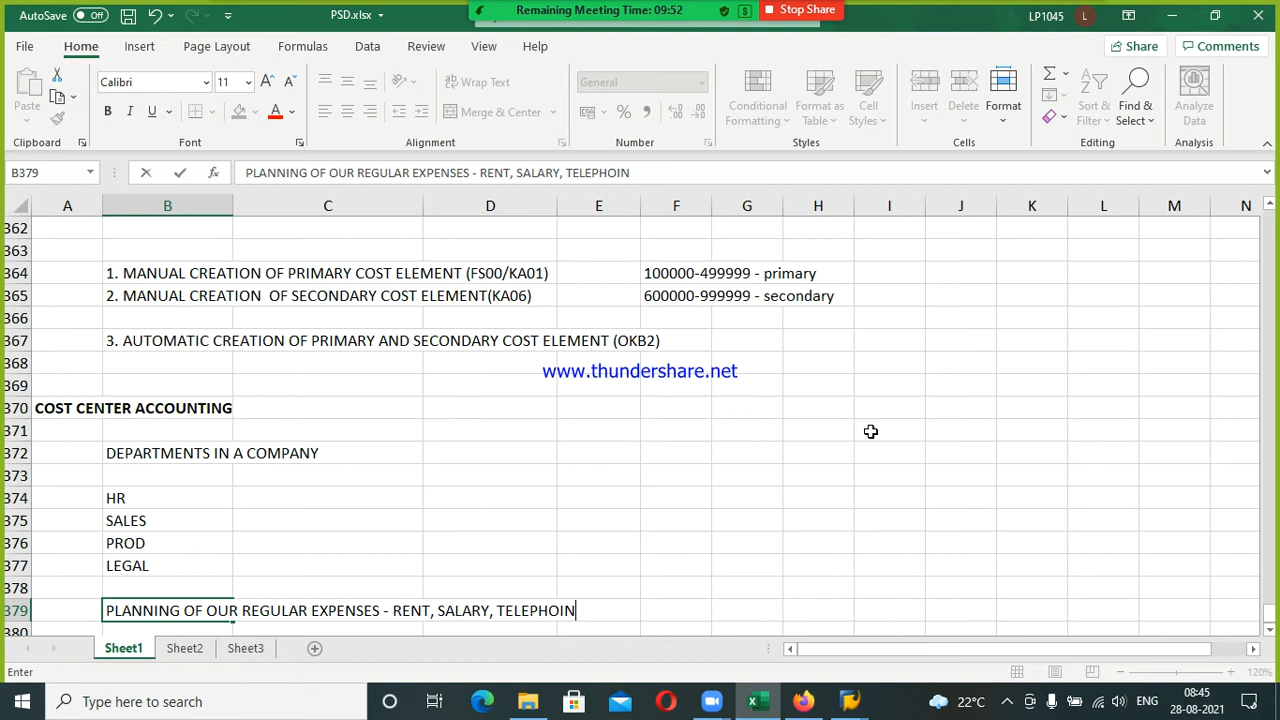 AutoSave Off
PSD.xlsx
Remaining Meeting Time: 09:52
Stop Share
LP1045
L
File Home Insert Page Layout Formulas Data Review View Help
Share Comments
Paste
Calibri 11
Wrap Text
Merge & Center
General
Conditional Formatting
Format as Table
Cell Styles
Insert
Delete
Format
Sort & Filter
Find & Select
Analyze Data
Clipboard Font Alignment Number Styles Cells Editing Analysis
B379
PLANNING OF OUR REGULAR EXPENSES - RENT, SALARY, TELEPHOIN
A B C D E F G H I J K L M N
362
363
364 1. MANUAL CREATION OF PRIMARY COST ELEMENT (FS00/KA01) 100000-499999 - primary
365 2. MANUAL CREATION  OF SECONDARY COST ELEMENT(KA06) 600000-999999 - secondary
366
367 3. AUTOMATIC CREATION OF PRIMARY AND SECONDARY COST ELEMENT (OKB2)
368
www.thundershare.net
369
370 COST CENTER ACCOUNTING
371
372 DEPARTMENTS IN A COMPANY
373
374 HR
375 SALES
376 PROD
377 LEGAL
378
379 PLANNING OF OUR REGULAR EXPENSES - RENT, SALARY, TELEPHOIN
380
Sheet1 Sheet2 Sheet3
Enter
120%
Type here to search
22°C
ENG
08:45
28-08-2021